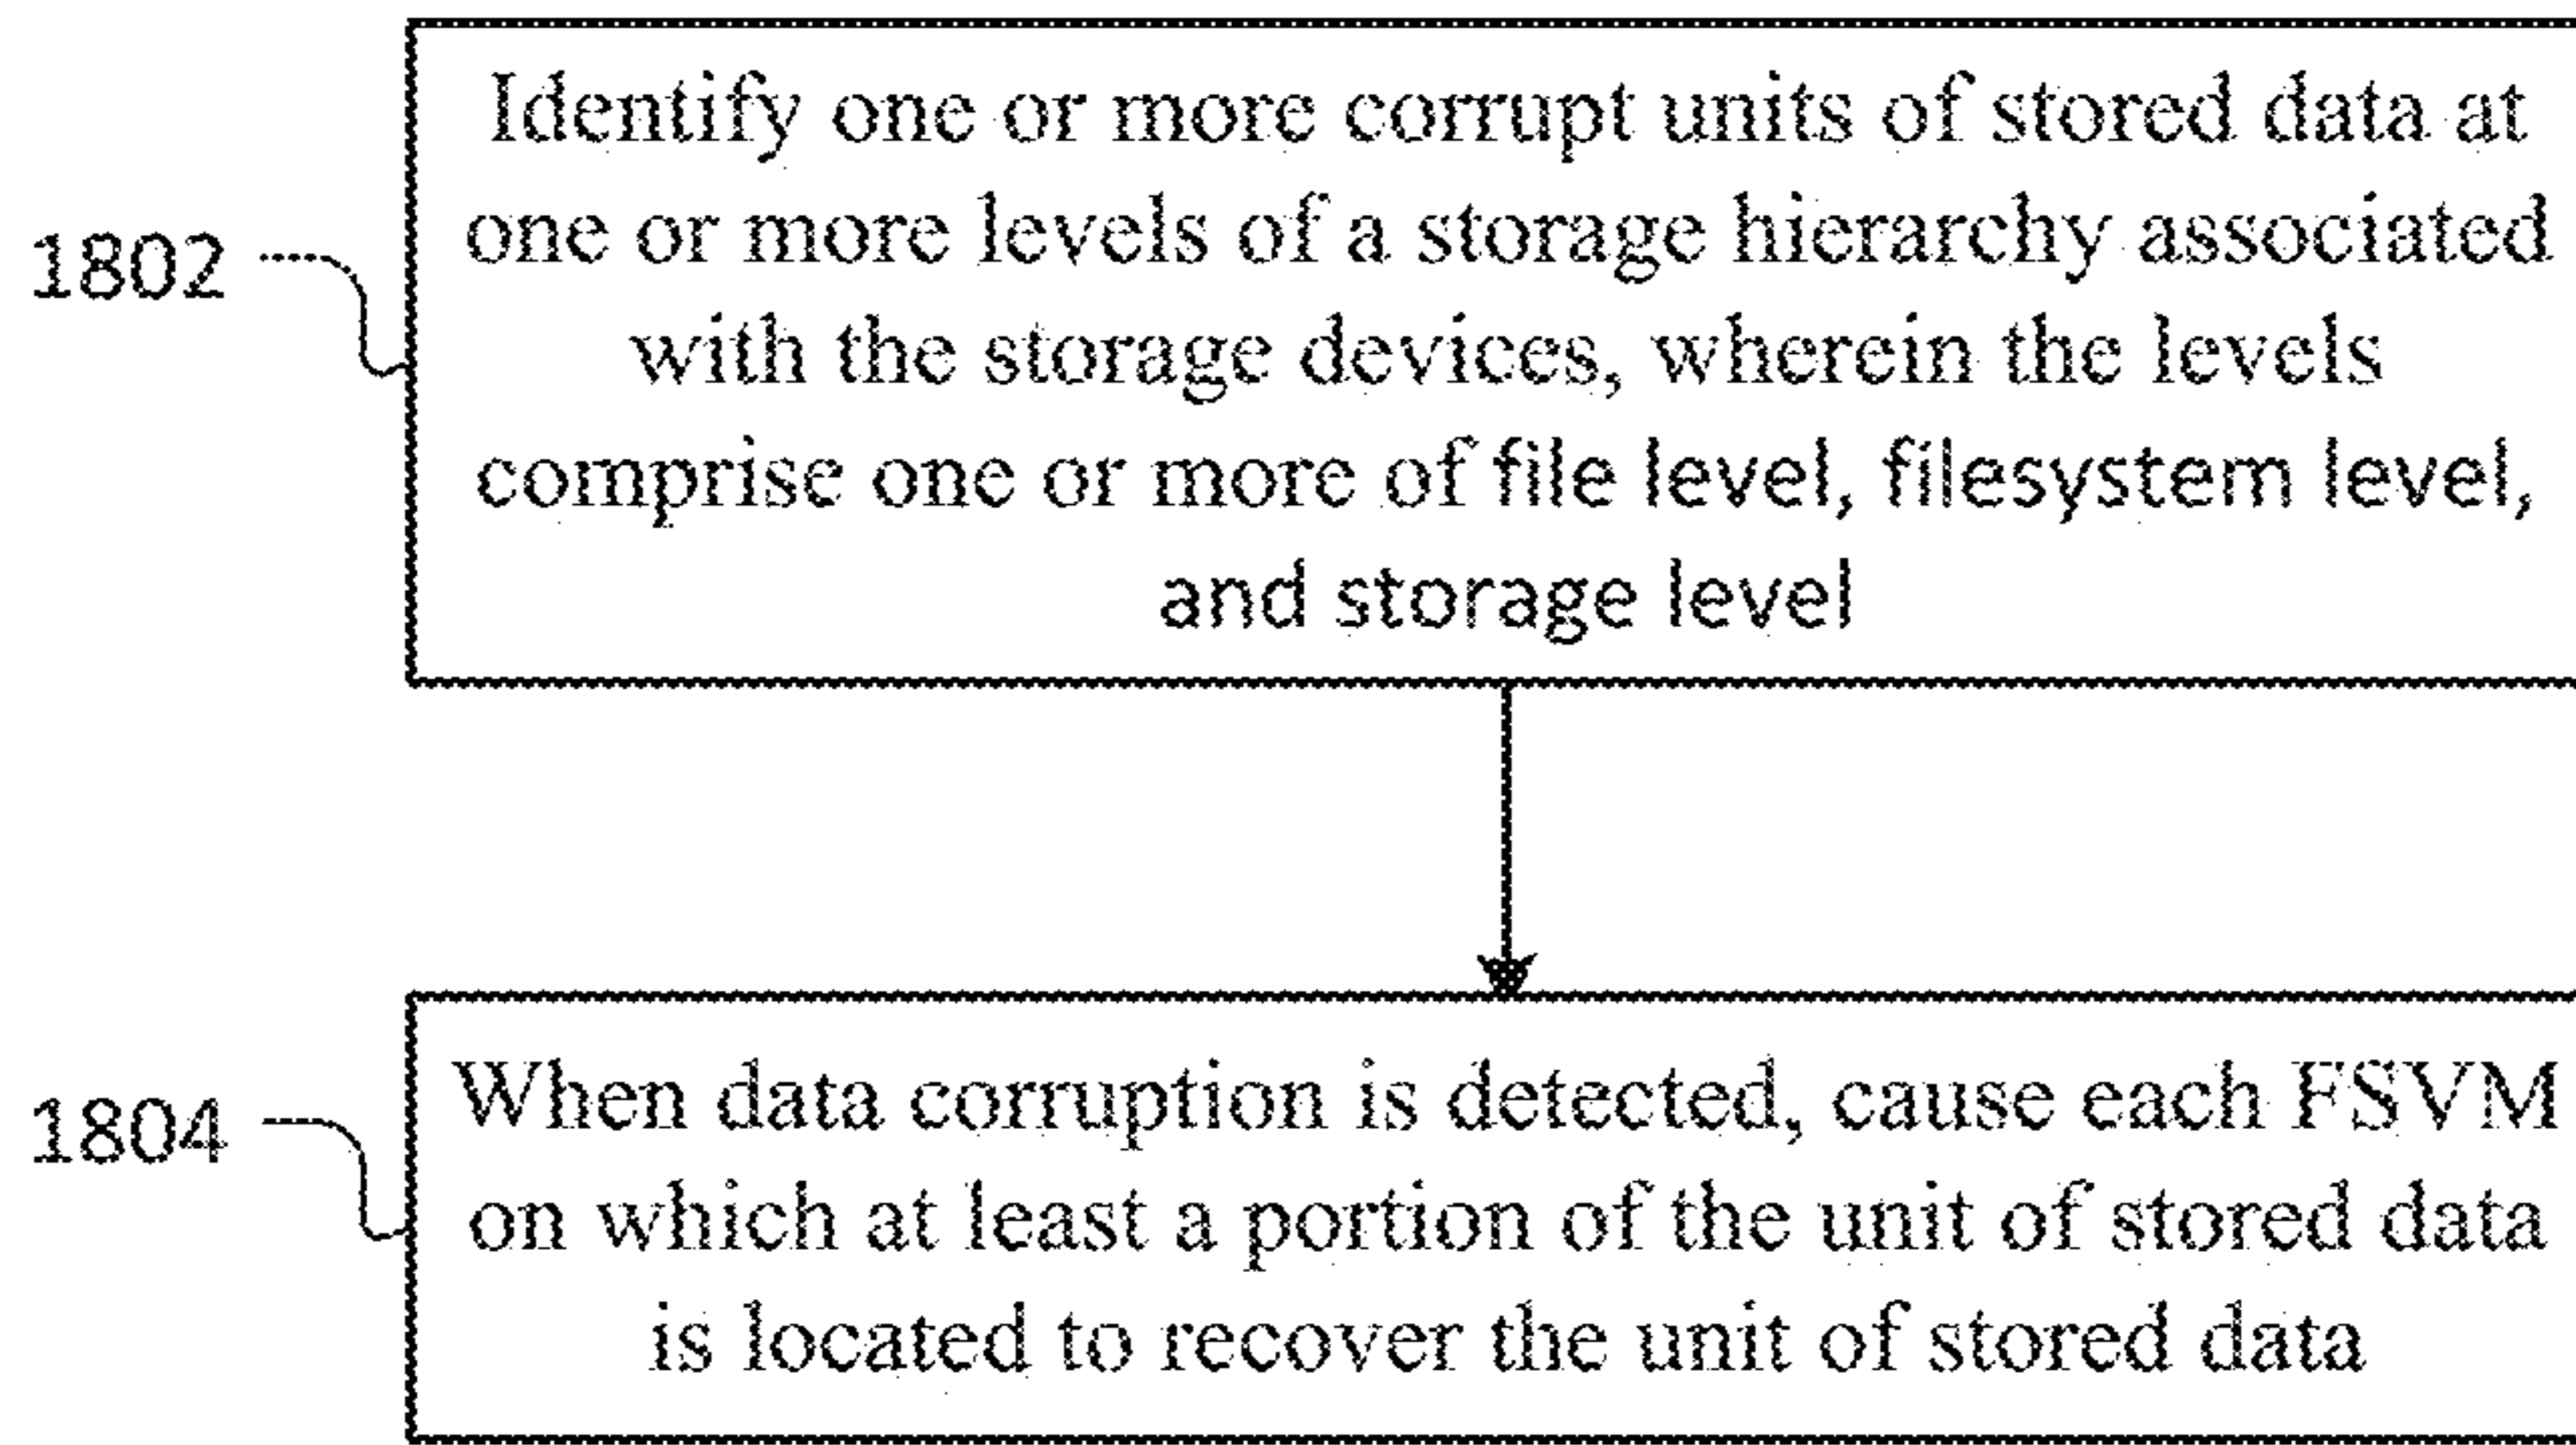 Identify one or more corrupt units of stored data at
one or more levels of a storage hierarchy associated
1802
with the storage devices, wherein the levels
comprise one or more of file level, filesystem level,
and storage level
When data corruption is detected, cause each FSVM
1804
on which at least a portion of the unit of stored data
is located to recover the unit of stored data